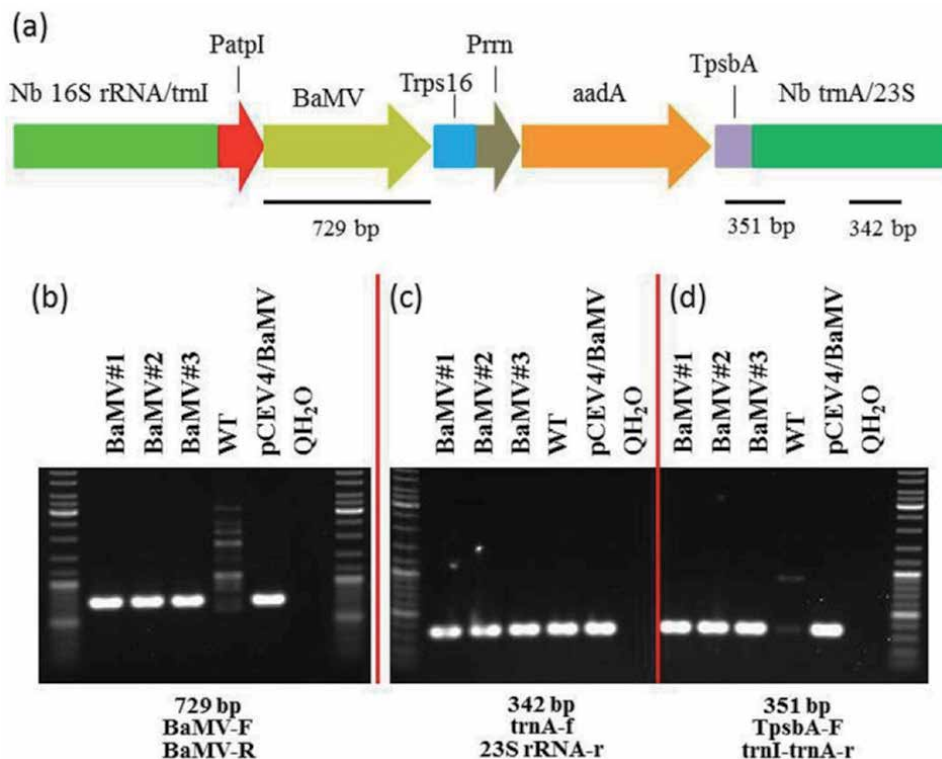 (a)
PatpI
Prrn
Nb 16S rRNA/trnI
BaMV
Trps16
aadA
TpsbA
Nb trnA/23S
729 bp
351 bp
342 bp
(b)
BaMV#1
BaMV#2
BaMV#3
WT
pCEV4/BaMV
QH₂O
(c)
BaMV#1
BaMV#2
BaMV#3
WT
pCEV4/BaMV
QH₂O
(d)
BaMV#1
BaMV#2
BaMV#3
WT
pCEV4/BaMV
QH₂O
729 bp
BaMV-F
BaMV-R
342 bp
trnA-f
23S rRNA-r
351 bp
TpsbA-F
trnI-trnA-r